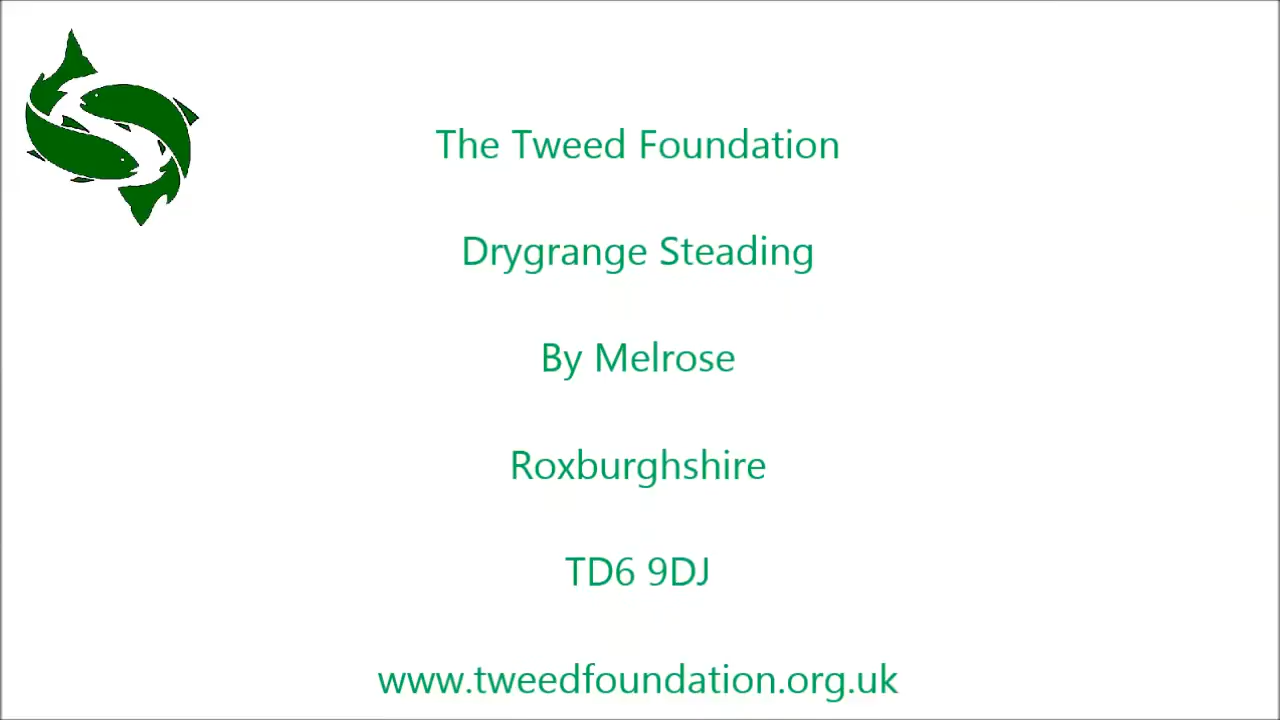 The Tweed Foundation
Drygrange Steading
By Melrose
Roxburghshire
TD6 9DJ
www.tweedfoundation.org.uk